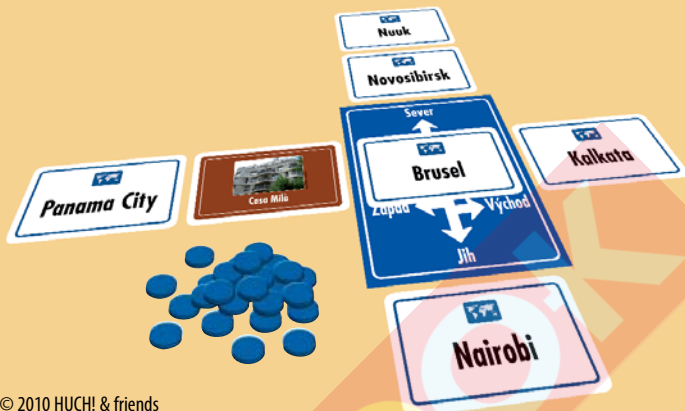 Nuuk
Novosibirsk
Sever
Brusel
Kalkata
Panama City
Casa Milà
Západ
Východ
Jih
Nairobi
© 2010 HUCH! & friends